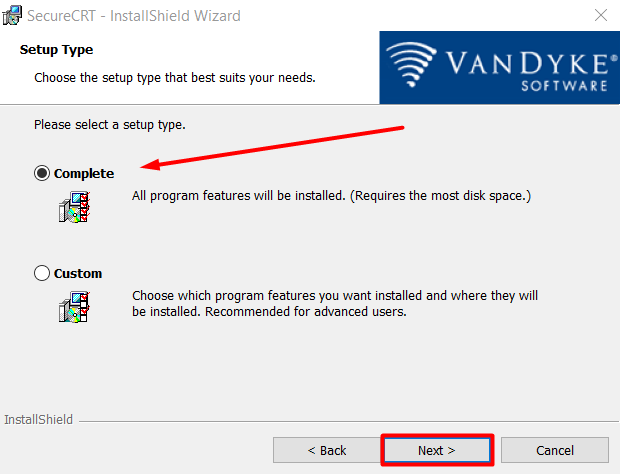 SecureCRT - InstallShield Wizard
Setup Type
Choose the setup type that best suits your needs.
VANDYKE®
SOFTWARE
Please select a setup type.
Complete
All program features will be installed. (Requires the most disk space.)
Custom
Choose which program features you want installed and where they will
be installed. Recommended for advanced users.
InstallShield
< Back
Next >
Cancel